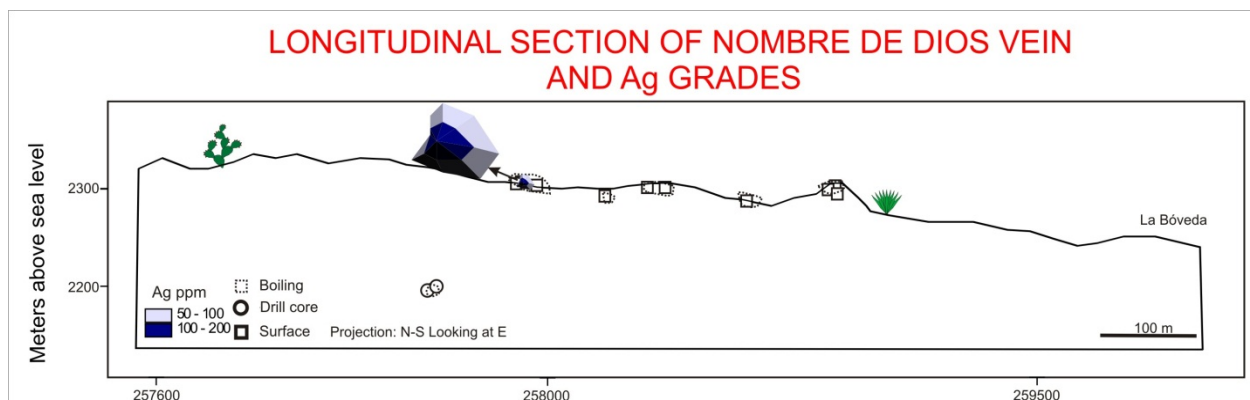 LONGITUDINAL SECTION OF NOMBRE DE DIOS VEIN
AND Ag GRADES
Meters above sea level
2300
2200
La Bóveda
Ag ppm
50 - 100
100 - 200
Boiling
Drill core
Surface
Projection: N-S Looking at E
100 m
257600
258000
259500